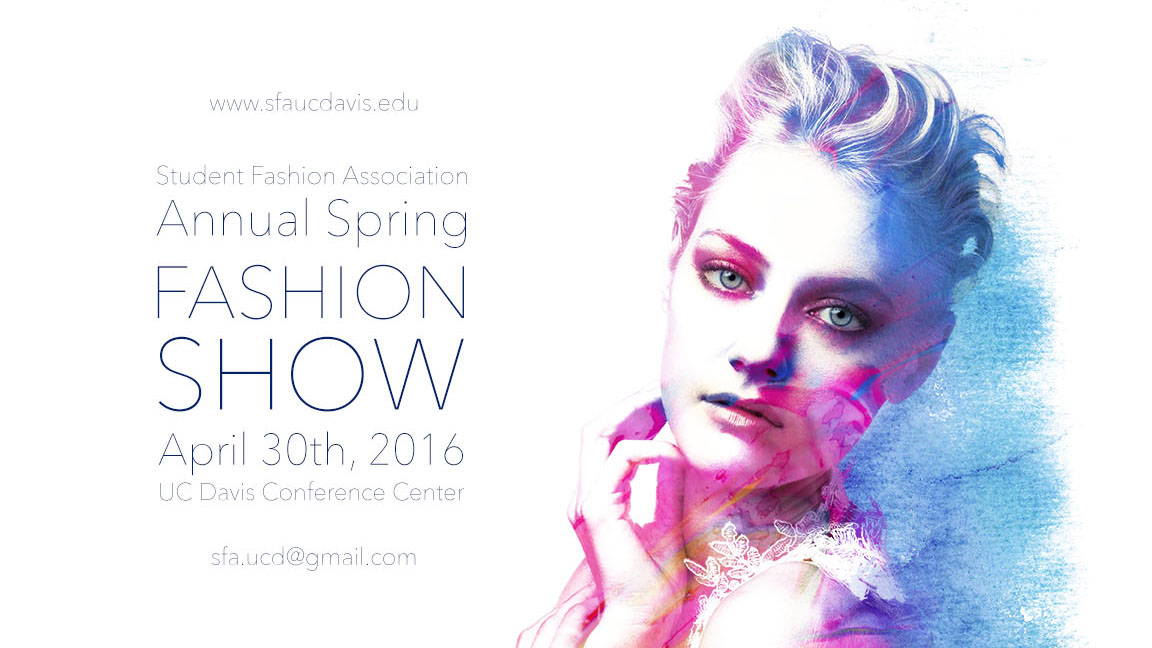 www.sfaucdavis.edu
Student Fashion Association
Annual Spring
FASHION
SHOW
April 30th, 2016
UC Davis Conference Center
sfa.ucd@gmail.com